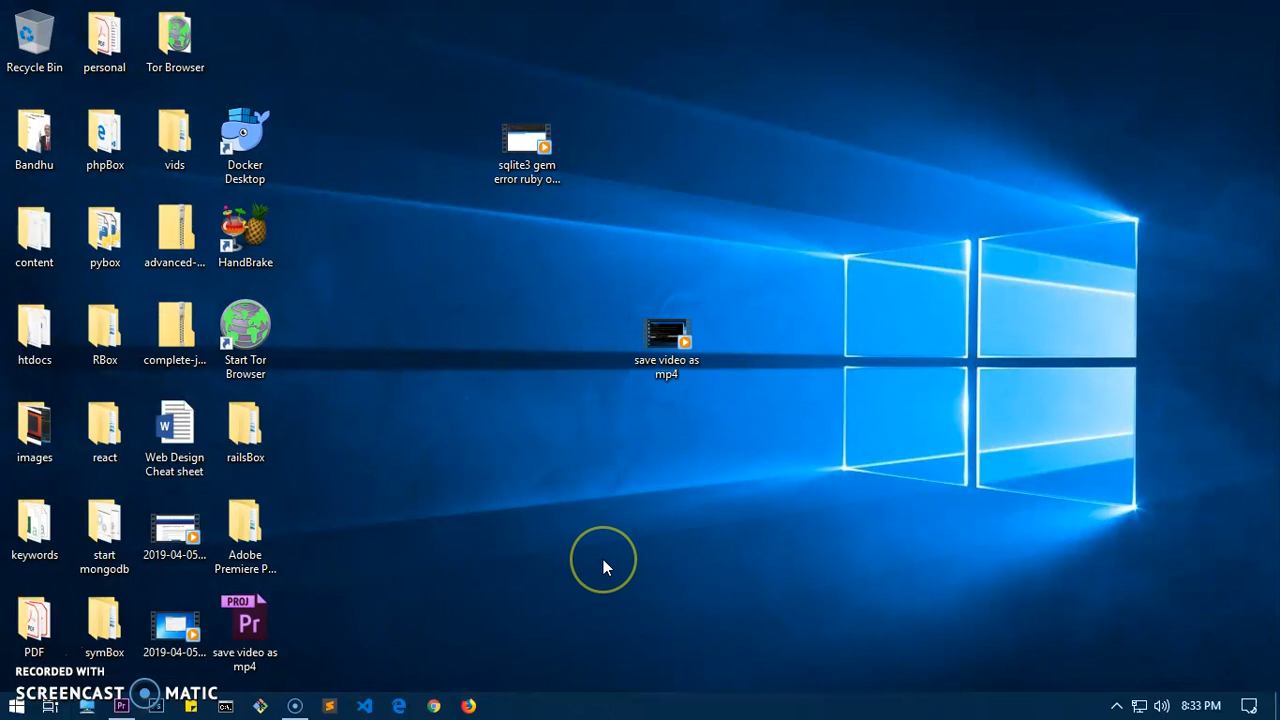 Recycle Bin
personal
Tor Browser
Bandhu
phpBox
vids
Docker
Desktop
sqlite3 gem
error ruby o...
content
pybox
advanced-...
HandBrake
htdocs
RBox
complete-j...
Start Tor
Browser
save video as
mp4
images
react
W
Web Design
Cheat sheet
railsBox
keywords
start
mongodb
2019-04-05...
Adobe
Premiere P...
PDF
symBox
2019-04-05...
PROJ
Pr
save video as
mp4
RECORDED WITH
SCREENCAST MATIC
Pr
8:33 PM